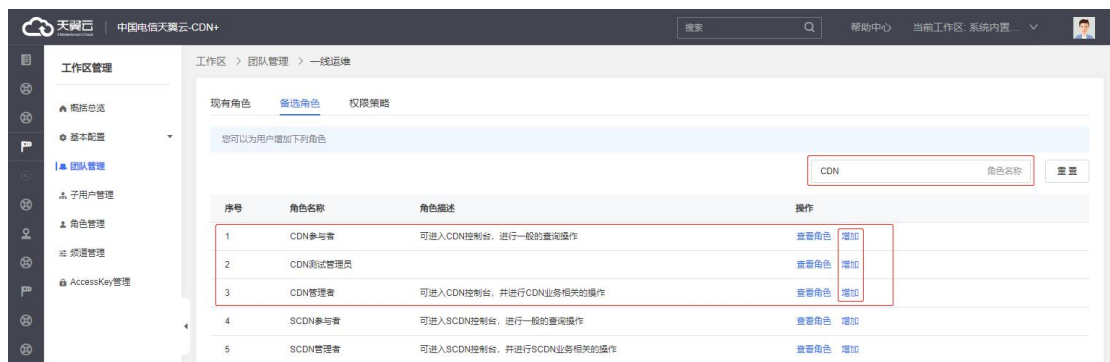 天翼云 中国电信天翼云-CDN+ 搜索 帮助中心 当前工作区: 系统内置...
工作区管理
概括总览
基本配置
团队管理
子用户管理
角色管理
频道管理
AccessKey管理
工作区 > 团队管理 > 一线运维
现有角色 备选角色 权限策略
您可以为用户增加下列角色
CDN 角色名称 重置
序号 角色名称 角色描述 操作
1 CDN参与者 可进入CDN控制台，进行一般的查询操作 查看角色 增加
2 CDN测试管理员 查看角色 增加
3 CDN管理者 可进入CDN控制台，并进行CDN业务相关的操作 查看角色 增加
4 SCDN参与者 可进入SCDN控制台，进行一般的查询操作 查看角色 增加
5 SCDN管理者 可进入SCDN控制台，并进行SCDN业务相关的操作 查看角色 增加